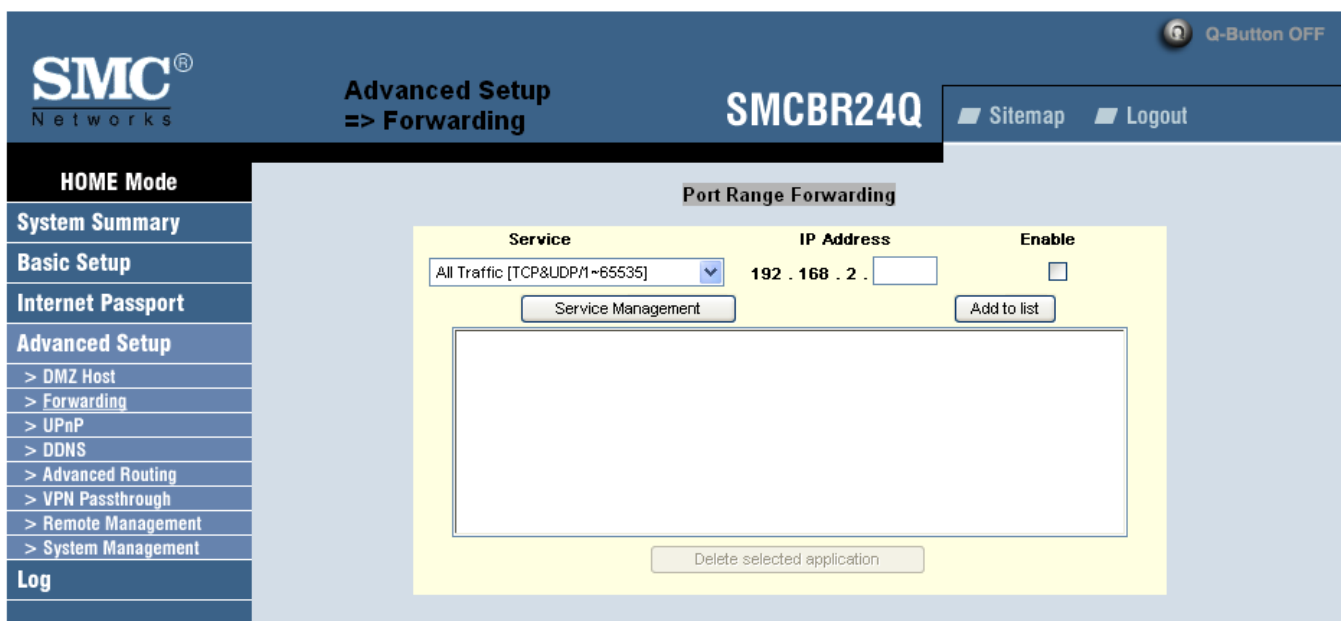 Q-Button OFF
SMC®
Networks
Advanced Setup
=> Forwarding
SMCBR24Q
Sitemap
Logout
HOME Mode
System Summary
Basic Setup
Internet Passport
Advanced Setup
> DMZ Host
> Forwarding
> UPnP
> DDNS
> Advanced Routing
> VPN Passthrough
> Remote Management
> System Management
Log
Port Range Forwarding
Service IP Address Enable
All Traffic [TCP&UDP/1~65535] 192 . 168 . 2 .
Service Management Add to list
Delete selected application